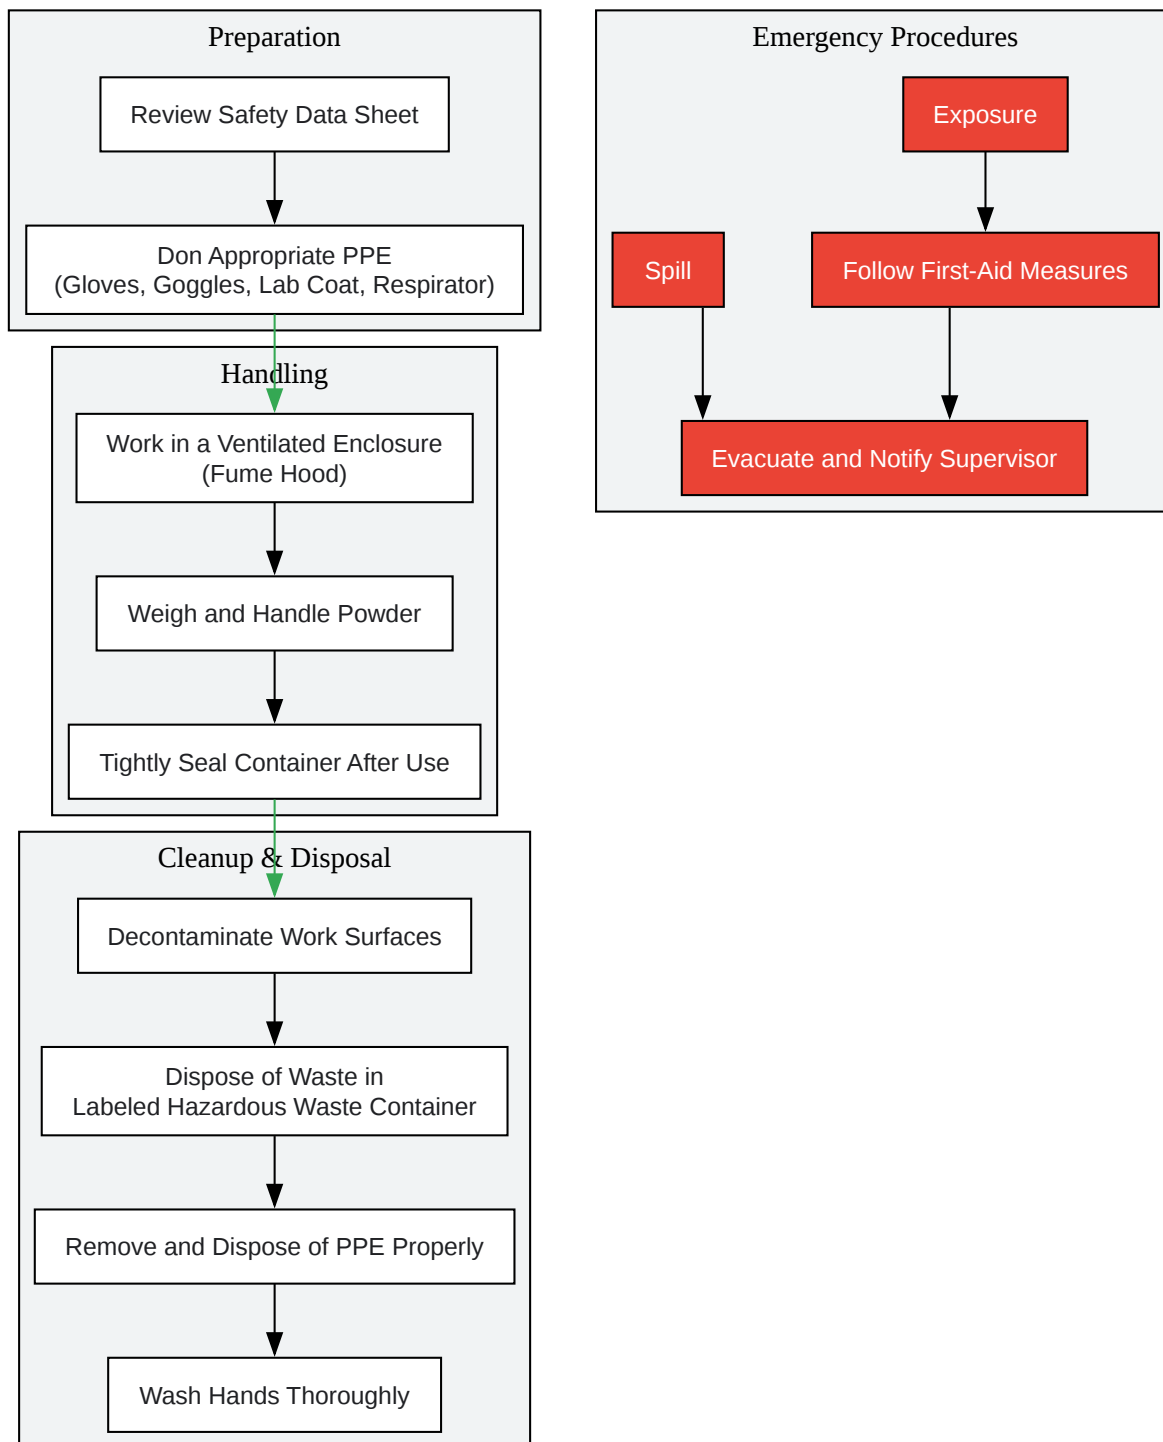 Preparation
Review Safety Data Sheet
Don Appropriate PPE
(Gloves, Goggles, Lab Coat, Respirator)
Handling
Work in a Ventilated Enclosure
(Fume Hood)
Weigh and Handle Powder
Tightly Seal Container After Use
Cleanup & Disposal
Decontaminate Work Surfaces
Dispose of Waste in
Labeled Hazardous Waste Container
Remove and Dispose of PPE Properly
Wash Hands Thoroughly
Emergency Procedures
Exposure
Spill
Follow First-Aid Measures
Evacuate and Notify Supervisor